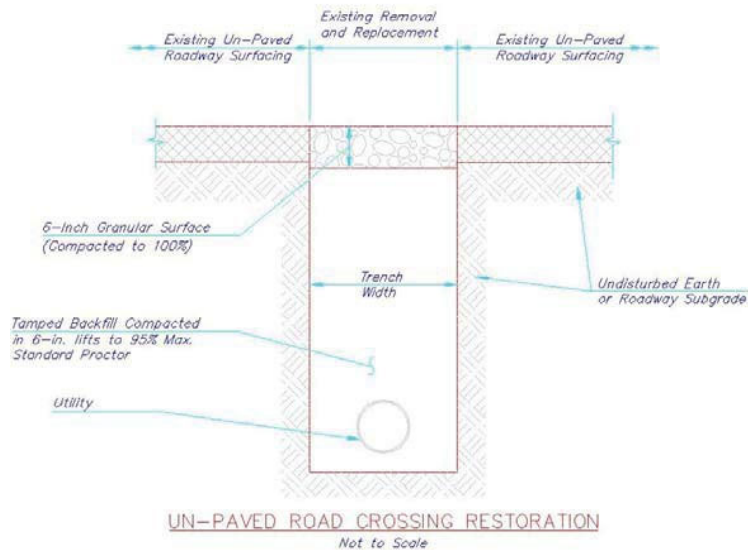 Existing Removal
and Replacement
Existing Un-Paved
Roadway Surfacing
Existing Un-Paved
Roadway Surfacing
6-Inch Granular Surface
(Compacted to 100%)
Trench
Width
Undisturbed Earth
or Roadway Subgrade
Tamped Backfill Compacted
in 6-in. lifts to 95% Max.
Standard Proctor
Utility
UN-PAVED ROAD CROSSING RESTORATION
Not to Scale